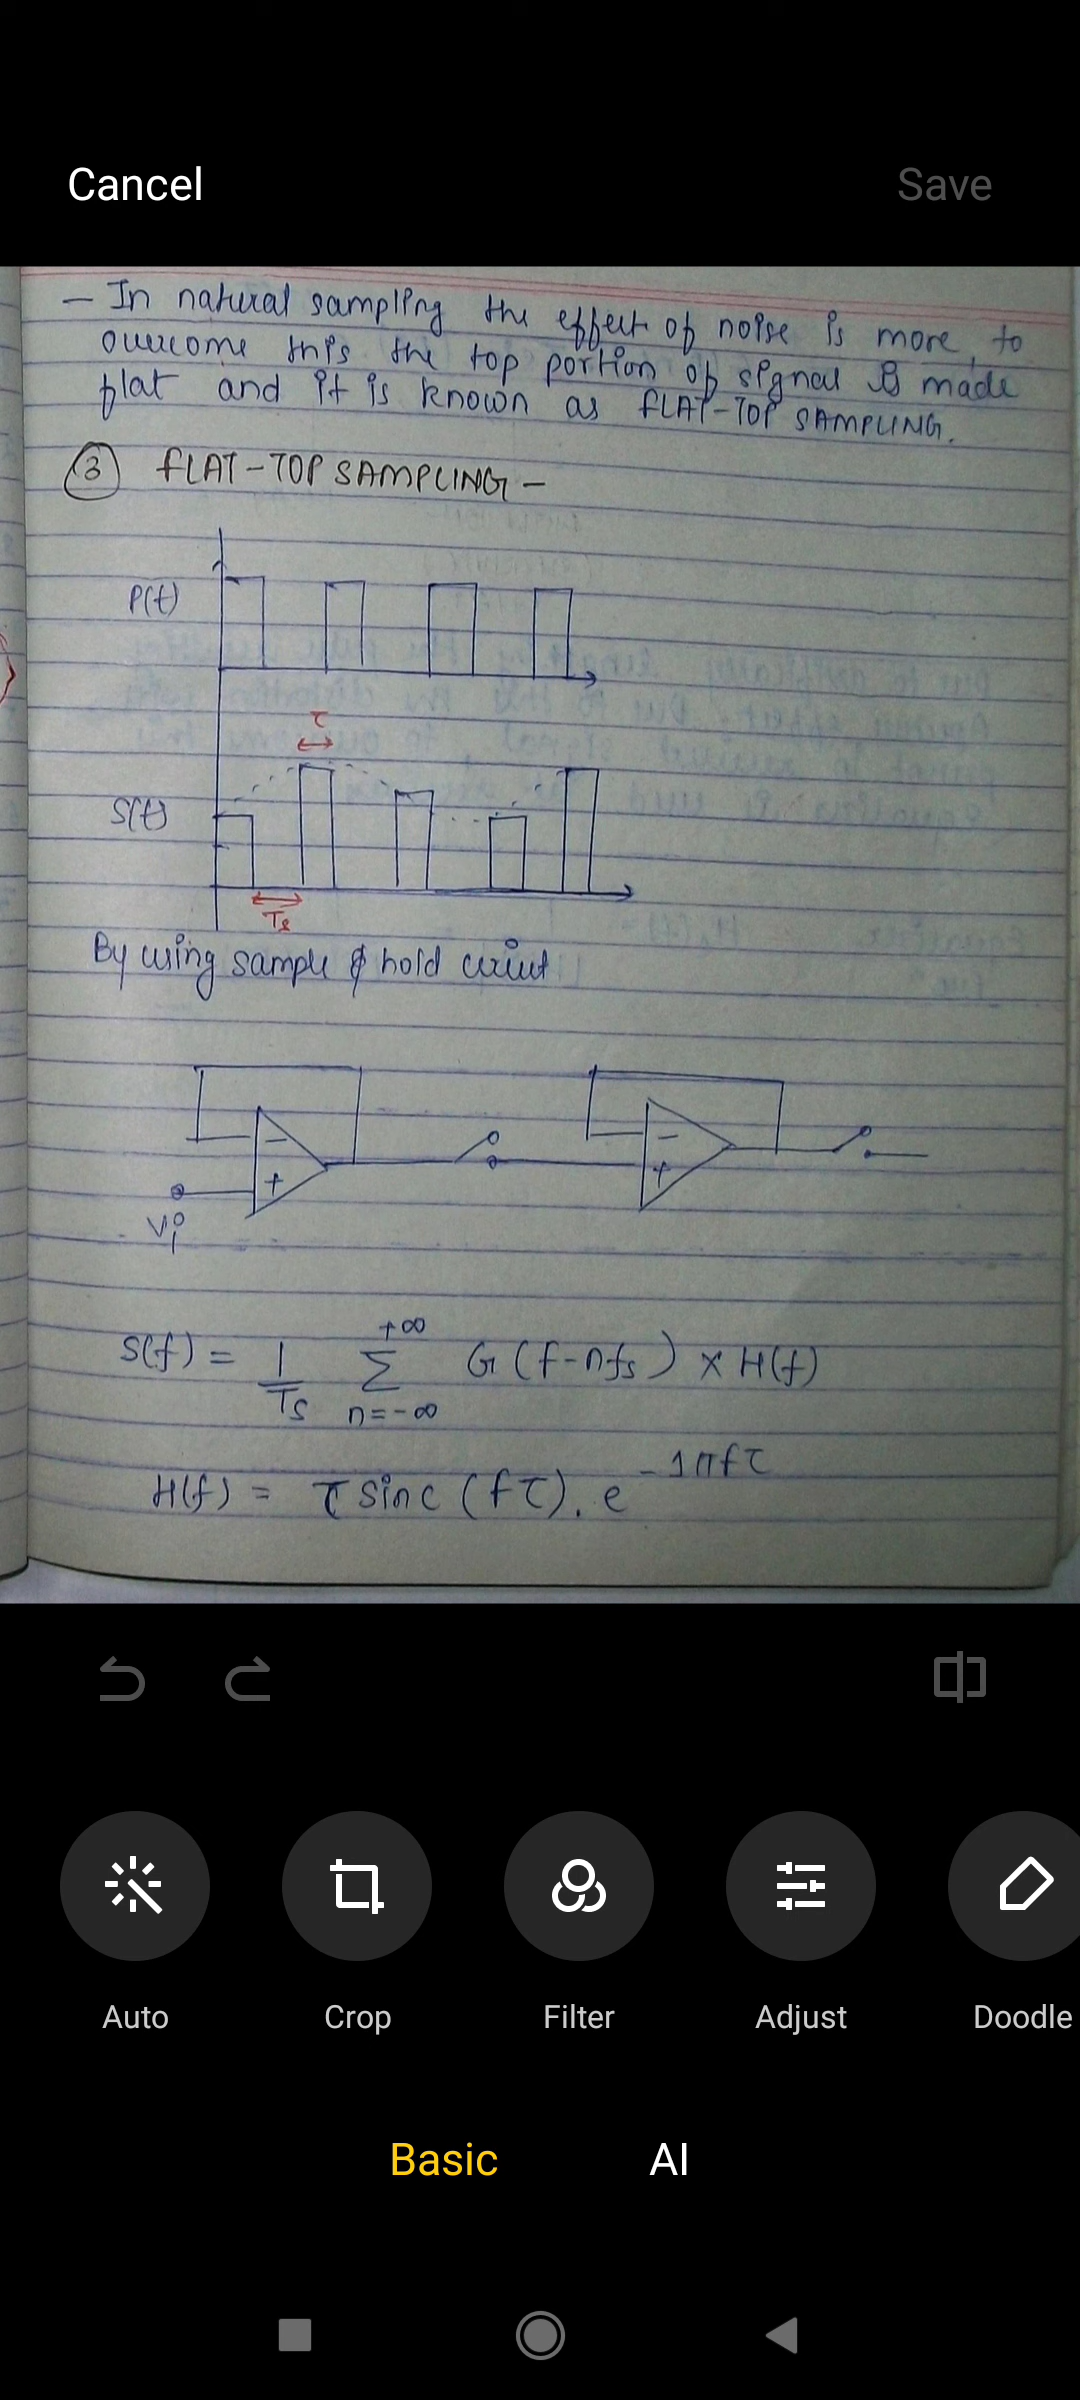 Cancel
Save
– In natural sampling the effect of noise is more, to
overcome this the top portion of signal is made
flat and it is known as FLAT-TOP SAMPLING.
③ FLAT-TOP SAMPLING –
P(t)
τ
S(t)
Ts
By using sample & hold circuit
–
+
Vi
–
+
S(f) = 1/Ts +∞ Σ n=-∞ G(f-nfs) × H(f)
H(f) = τ sinc (fτ). e^-1πfτ
Auto
Crop
Filter
Adjust
Doodle
Basic
AI